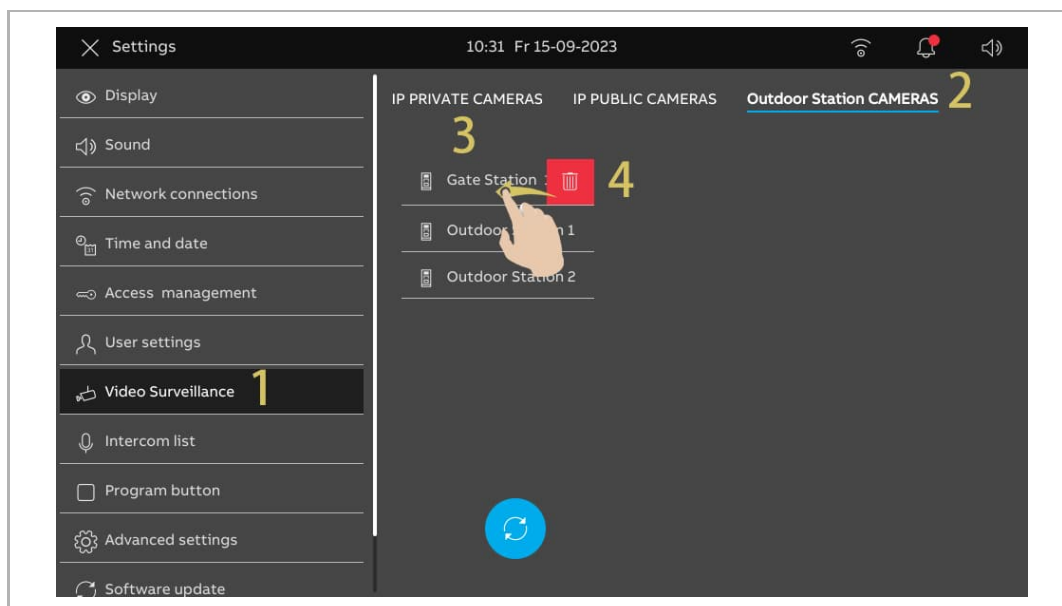 Settings
10:31 Fr 15-09-2023
Display
Sound
Network connections
Time and date
31
Access management
User settings
Video Surveillance
1
Intercom list
Program button
Advanced settings
Software update
IP PRIVATE CAMERAS
IP PUBLIC CAMERAS
Outdoor Station CAMERAS
2
3
Gate Station
4
Outdoor 1
Outdoor Station 2